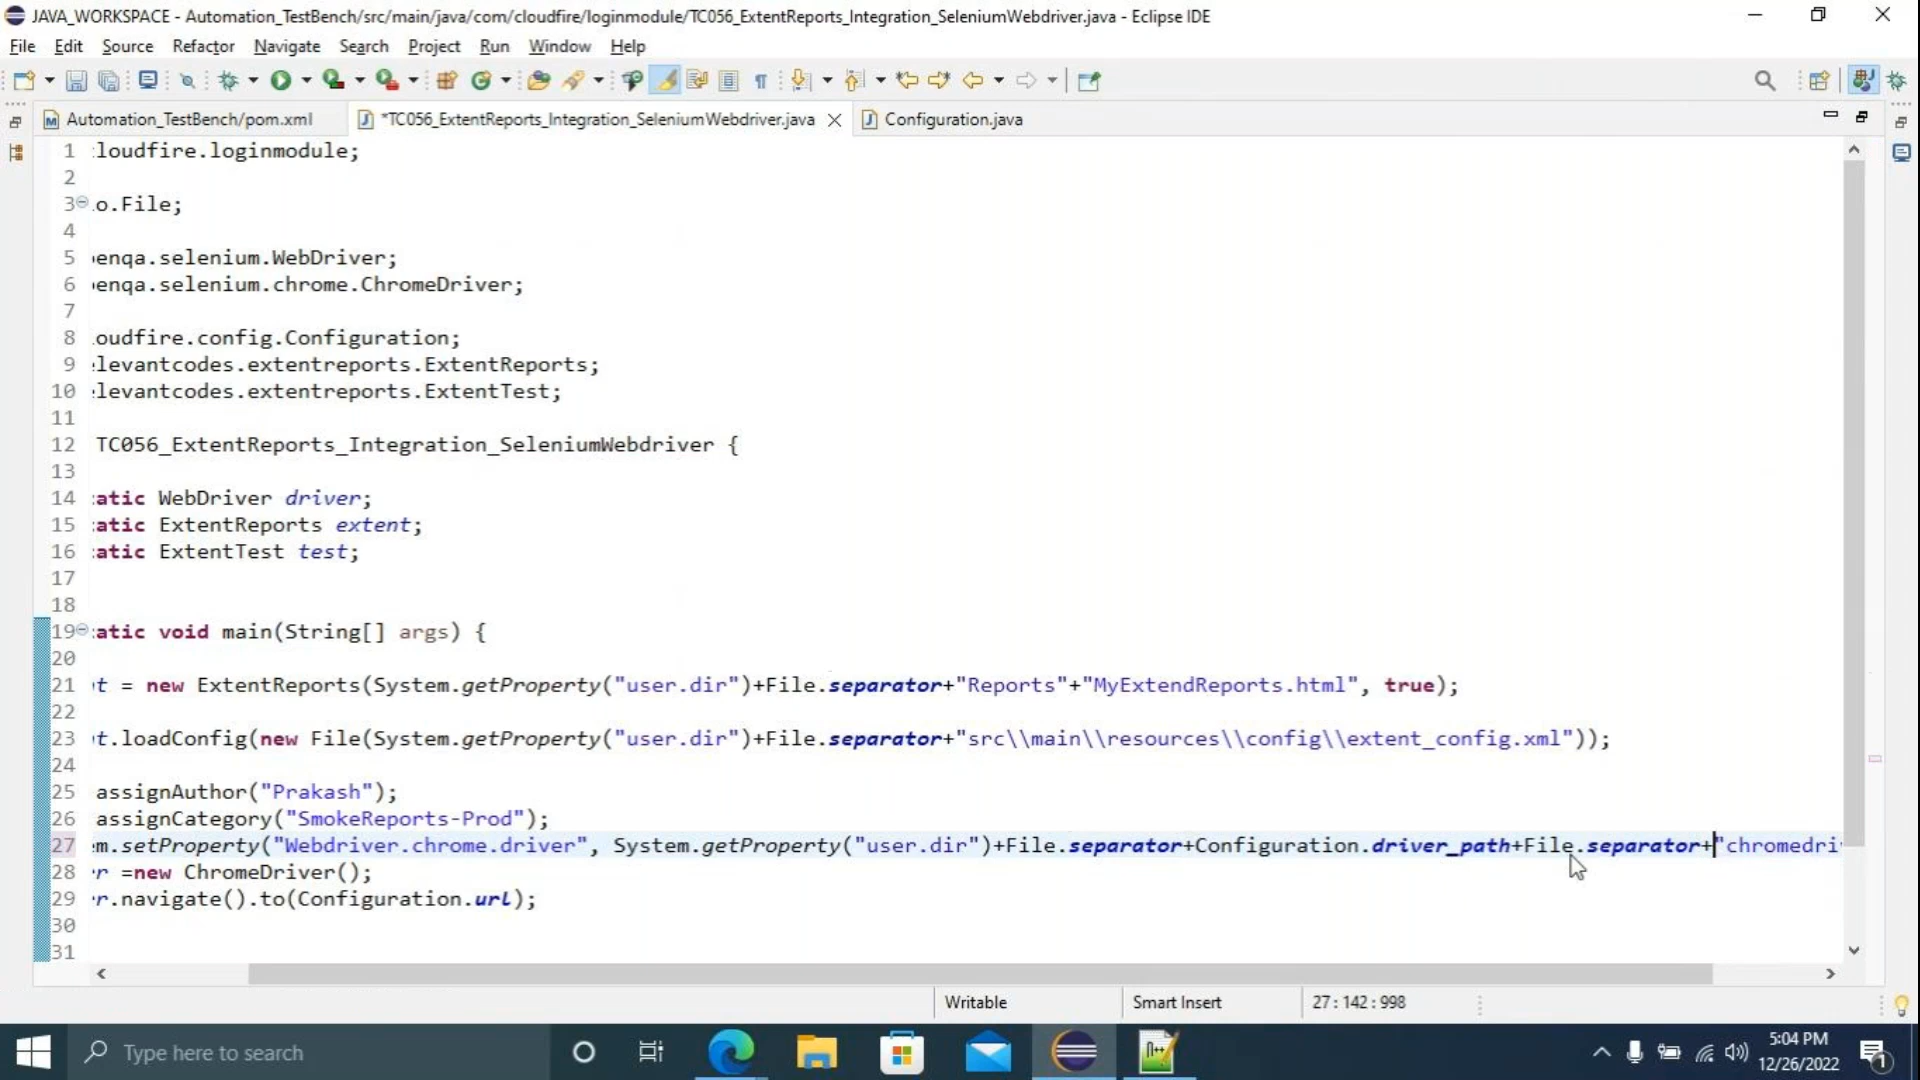 JAVA_WORKSPACE - Automation_TestBench/src/main/java/com/cloudfire/loginmodule/TC056_ExtentReports_Integration_SeleniumWebdriver.java - Eclipse IDE
File Edit Source Refactor Navigate Search Project Run Window Help
Automation_TestBench/pom.xml *TC056_ExtentReports_Integration_SeleniumWebdriver.java Configuration.java
1 :loudfire.loginmodule;
2
3 .o.File;
4
5 enqa.selenium.WebDriver;
6 enqa.selenium.chrome.ChromeDriver;
7
8 oudfire.config.Configuration;
9 levantcodes.extentreports.ExtentReports;
10 levantcodes.extentreports.ExtentTest;
11
12 TC056_ExtentReports_Integration_SeleniumWebdriver {
13
14 atic WebDriver driver;
15 atic ExtentReports extent;
16 atic ExtentTest test;
17
18
19 atic void main(String[] args) {
20
21 t = new ExtentReports(System.getProperty("user.dir")+File.separator+"Reports"+"MyExtendReports.html", true);
22
23 t.loadConfig(new File(System.getProperty("user.dir")+File.separator+"src\\main\\resources\\config\\extent_config.xml"));
24
25 assignAuthor("Prakash");
26 assignCategory("SmokeReports-Prod");
27 m.setProperty("Webdriver.chrome.driver", System.getProperty("user.dir")+File.separator+Configuration.driver_path+File.separator+"chromedri
28 r =new ChromeDriver();
29 r.navigate().to(Configuration.url);
30
31
Writable Smart Insert 27 : 142 : 998
Type here to search
5:04 PM
12/26/2022
1